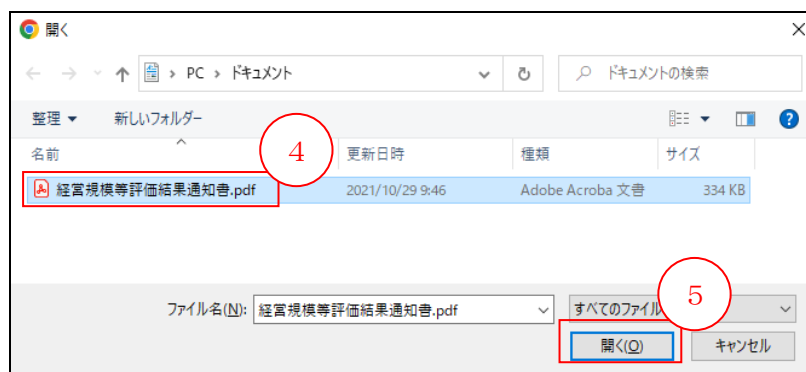 開く
PC › ドキュメント
ドキュメントの検索
整理 新しいフォルダー
名前 更新日時 種類 サイズ
4
経営規模等評価結果通知書.pdf 2021/10/29 9:46 Adobe Acroba 文書 334 KB
ファイル名(N): 経営規模等評価結果通知書.pdf すべてのファイル
5
開く(O) キャンセル